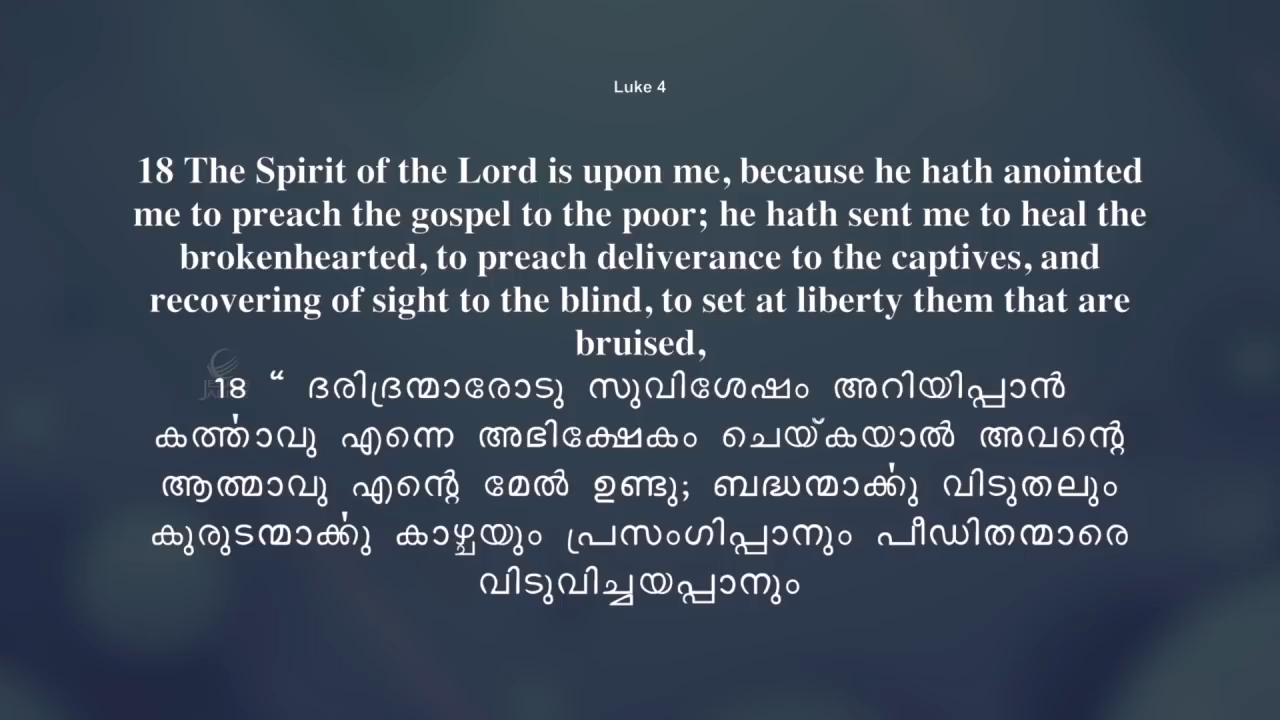 Luke 4
18 The Spirit of the Lord is upon me, because he hath anointed
me to preach the gospel to the poor; he hath sent me to heal the
brokenhearted, to preach deliverance to the captives, and
recovering of sight to the blind, to set at liberty them that are
bruised,
18 “ ദരിദ്രന്മാരോടു സുവിശേഷം അറിയിപ്പാൻ
കൎത്താവു എന്നെ അഭിക്ഷേകം ചെയ്കയാൽ അവന്റെ
ആത്മാവു എന്റെ മേൽ ഉണ്ടു; ബദ്ധന്മാൎക്കു വിടുതലും
കുരുടന്മാൎക്കു കാഴ്ചയും പ്രസംഗിപ്പാനും പീഡിതന്മാരെ
വിടുവിച്ചയപ്പാനും